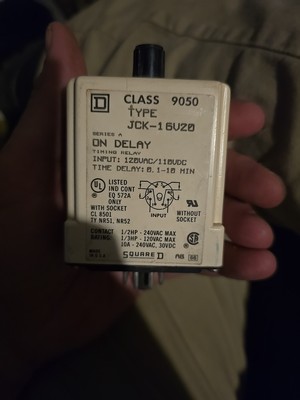 D CLASS 9050
TYPE
JCK-16V20
SERIES A
ON DELAY
TIMING RELAY
INPUT: 120VAC/110VDC
TIME DELAY: 0.1-10 MIN
UL LISTED
IND CONT
EQ 572A
WITH SOCKET
CL 8501
TY NR51, NR52
INPUT
WITHOUT
SOCKET
CONTACT 1/2HP - 240VAC MAX
RATING: 1/3HP - 120VAC MAX
10A - 240VAC, 30VDC
SQUARE D